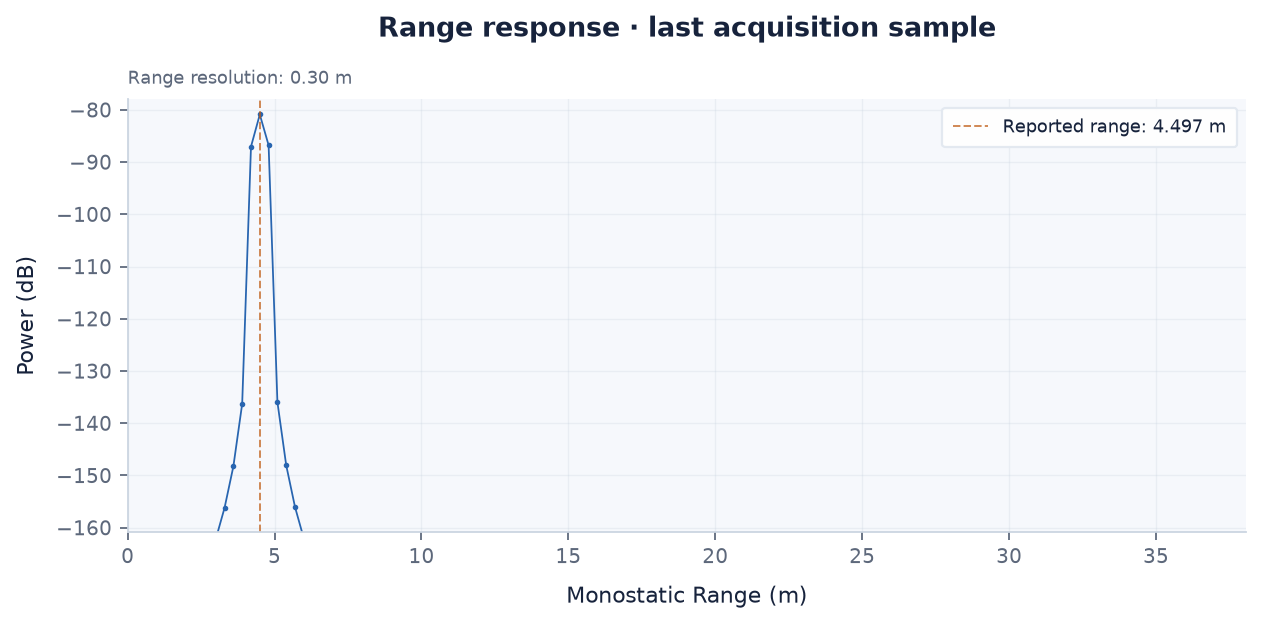 Range response · last acquisition sample
Range resolution: 0.30 m
Reported range: 4.497 m
Power (dB)
−80
−90
−100
−110
−120
−130
−140
−150
−160
0 5 10 15 20 25 30 35
Monostatic Range (m)